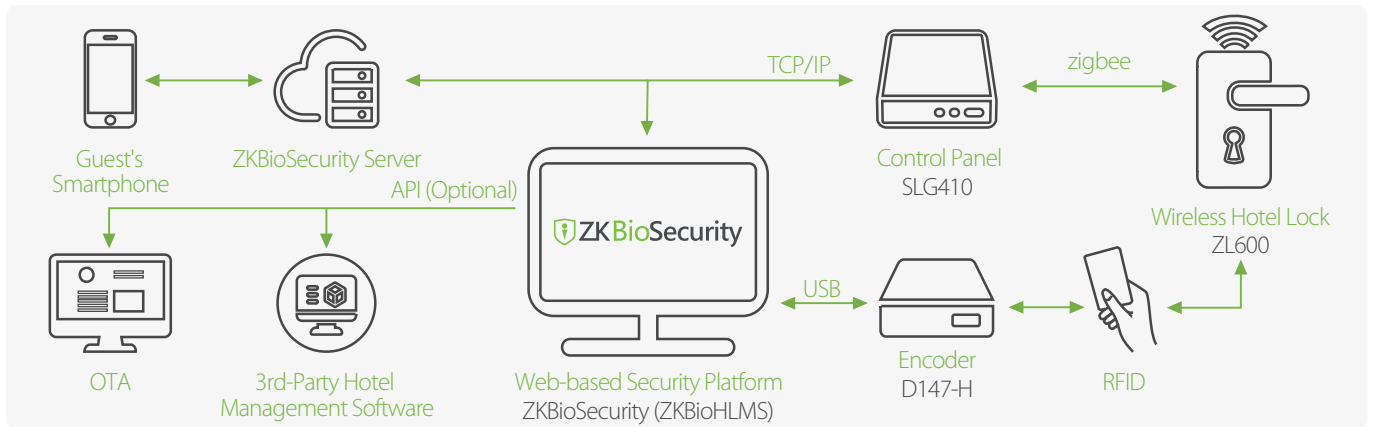 TCP/IP
zigbee
Guest's
Smartphone
ZKBioSecurity Server
Control Panel
SLG410
API (Optional)
ZKBioSecurity
Wireless Hotel Lock
ZL600
USB
OTA
3rd-Party Hotel
Management Software
Web-based Security Platform
ZKBioSecurity (ZKBioHLMS)
Encoder
D147-H
RFID